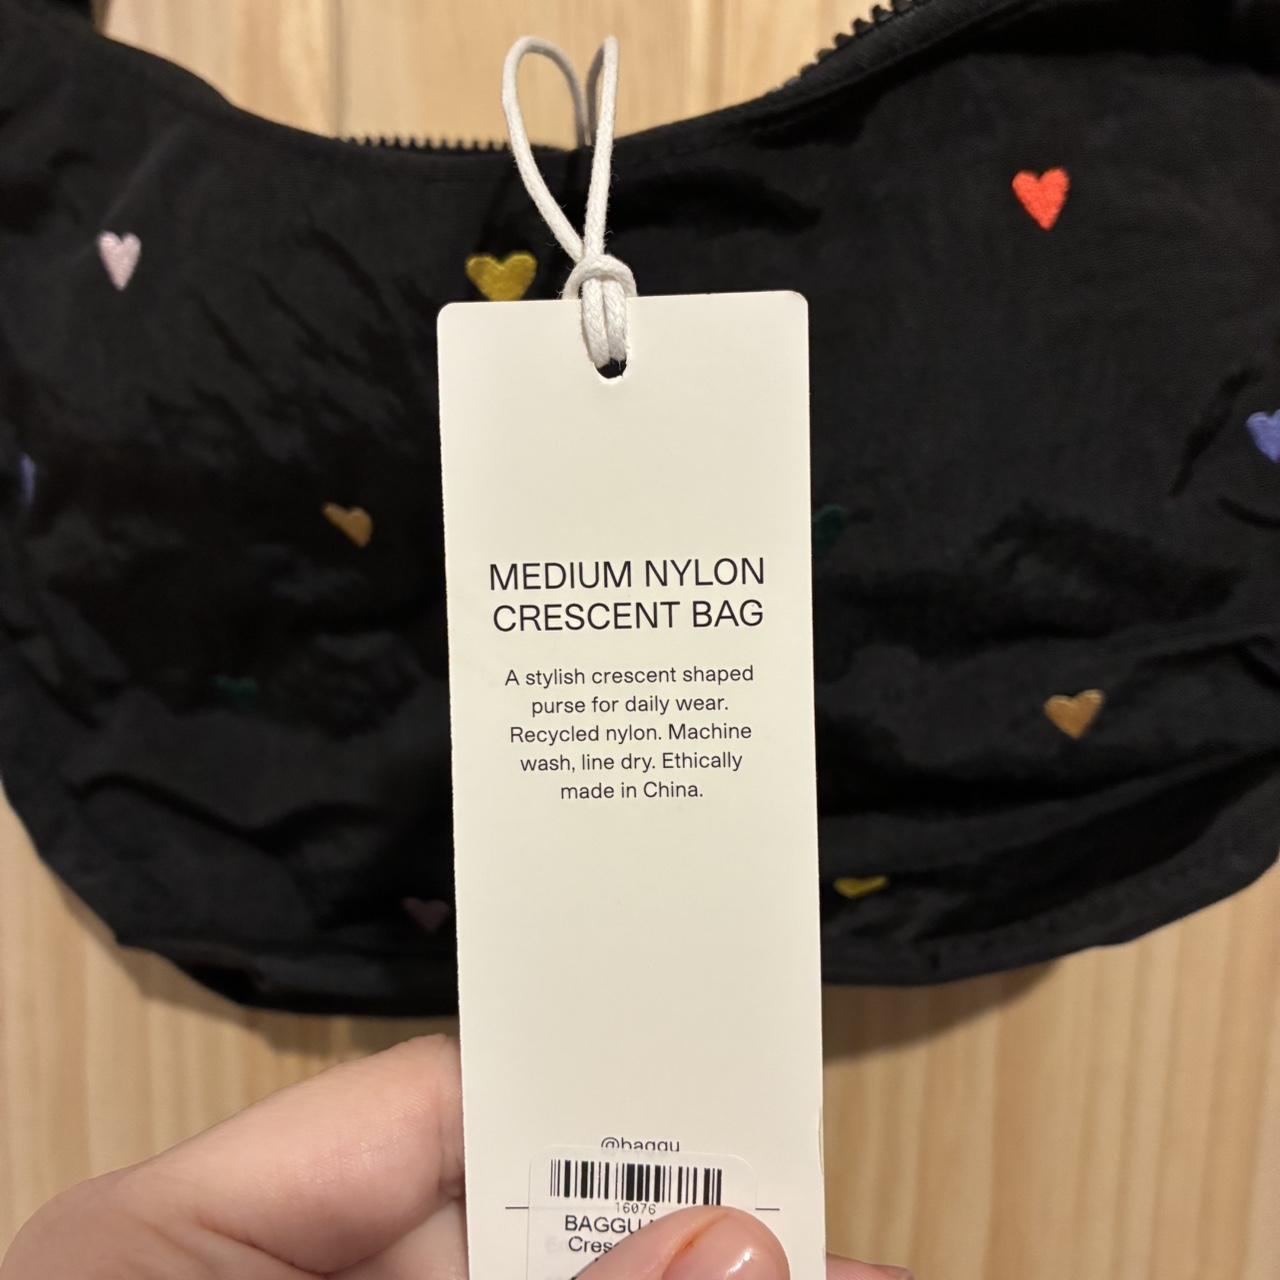 MEDIUM NYLON
CRESCENT BAG
A stylish crescent shaped
purse for daily wear.
Recycled nylon. Machine
wash, line dry. Ethically
made in China.
@baggu
16076
BAGGU